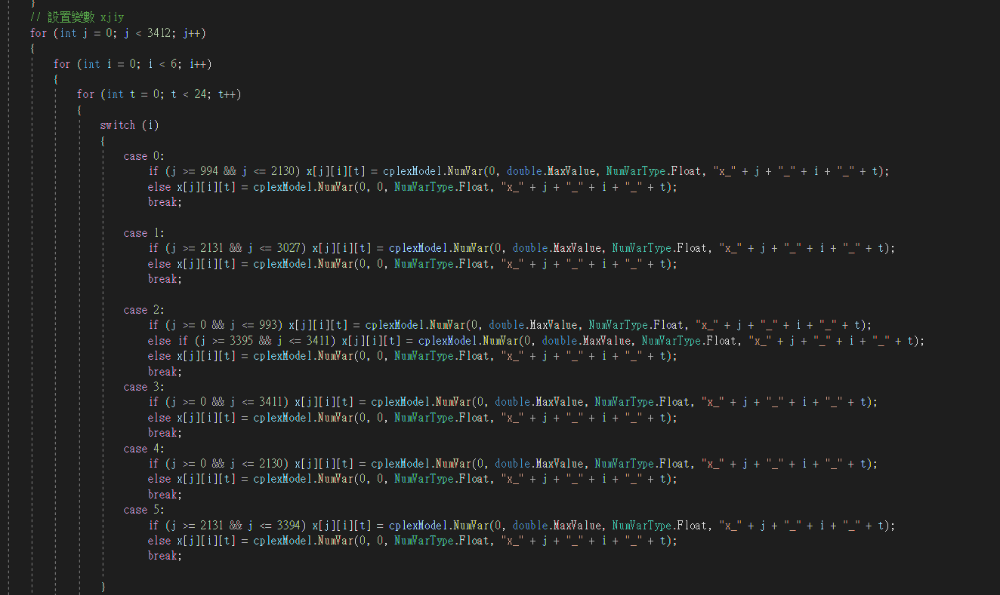 }
// 設置變數 xjiy
for (int j = 0; j < 3412; j++)
{
for (int i = 0; i < 6; i++)
{
for (int t = 0; t < 24; t++)
{
switch (i)
{
case 0:
if (j >= 994 && j <= 2130) x[j][i][t] = cplexModel.NumVar(0, double.MaxValue, NumVarType.Float, "x_" + j + "_" + i + "_" + t);
else x[j][i][t] = cplexModel.NumVar(0, 0, NumVarType.Float, "x_" + j + "_" + i + "_" + t);
break;
case 1:
if (j >= 2131 && j <= 3027) x[j][i][t] = cplexModel.NumVar(0, double.MaxValue, NumVarType.Float, "x_" + j + "_" + i + "_" + t);
else x[j][i][t] = cplexModel.NumVar(0, 0, NumVarType.Float, "x_" + j + "_" + i + "_" + t);
break;
case 2:
if (j >= 0 && j <= 993) x[j][i][t] = cplexModel.NumVar(0, double.MaxValue, NumVarType.Float, "x_" + j + "_" + i + "_" + t);
else if (j >= 3395 && j <= 3411) x[j][i][t] = cplexModel.NumVar(0, double.MaxValue, NumVarType.Float, "x_" + j + "_" + i + "_" + t);
else x[j][i][t] = cplexModel.NumVar(0, 0, NumVarType.Float, "x_" + j + "_" + i + "_" + t);
break;
case 3:
if (j >= 0 && j <= 3411) x[j][i][t] = cplexModel.NumVar(0, double.MaxValue, NumVarType.Float, "x_" + j + "_" + i + "_" + t);
else x[j][i][t] = cplexModel.NumVar(0, 0, NumVarType.Float, "x_" + j + "_" + i + "_" + t);
break;
case 4:
if (j >= 0 && j <= 2130) x[j][i][t] = cplexModel.NumVar(0, double.MaxValue, NumVarType.Float, "x_" + j + "_" + i + "_" + t);
else x[j][i][t] = cplexModel.NumVar(0, 0, NumVarType.Float, "x_" + j + "_" + i + "_" + t);
break;
case 5:
if (j >= 2131 && j <= 3394) x[j][i][t] = cplexModel.NumVar(0, double.MaxValue, NumVarType.Float, "x_" + j + "_" + i + "_" + t);
else x[j][i][t] = cplexModel.NumVar(0, 0, NumVarType.Float, "x_" + j + "_" + i + "_" + t);
break;
}